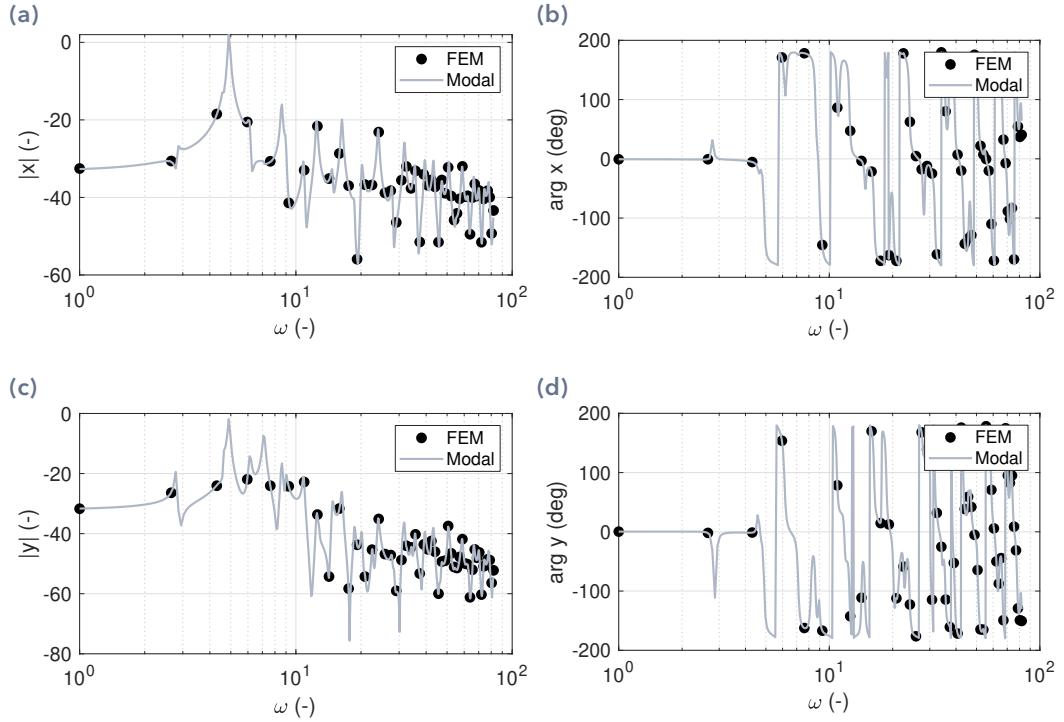 (a)
0
-20
-40
-60
|x| (-)
10^0
10^1
10^2
ω (-)
FEM
Modal
(b)
200
100
0
-100
-200
arg x (deg)
10^0
10^1
10^2
ω (-)
FEM
Modal
(c)
0
-20
-40
-60
-80
|y| (-)
10^0
10^1
10^2
ω (-)
FEM
Modal
(d)
200
100
0
-100
-200
arg y (deg)
10^0
10^1
10^2
ω (-)
FEM
Modal